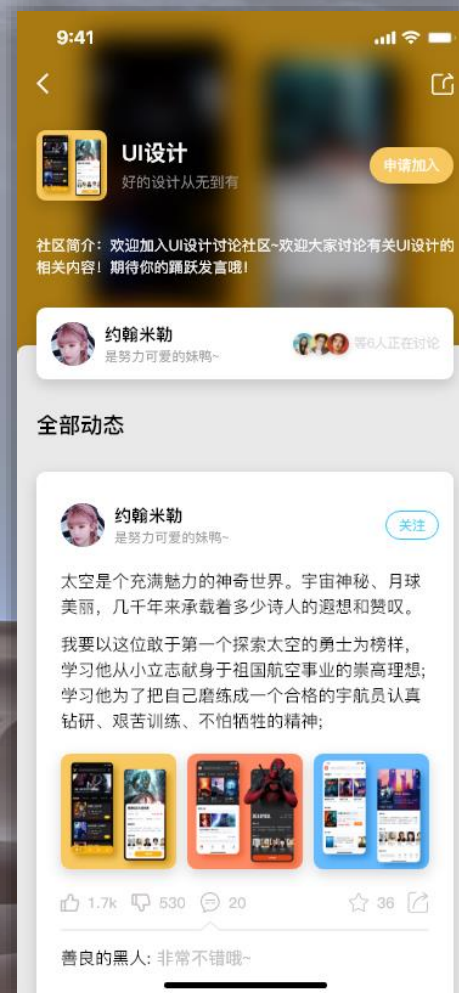 9:41
UI设计
好的设计从无到有
申请加入
社区简介：欢迎加入UI设计讨论社区~欢迎大家讨论有关UI设计的
相关内容！期待你的踊跃发言哦！
约翰米勒
是努力可爱的妹鸭~
等6人正在讨论
全部动态
约翰米勒
是努力可爱的妹鸭~
关注
太空是个充满魅力的神奇世界。宇宙神秘、月球
美丽，几千年来承载着多少诗人的遐想和赞叹。
我要以这位敢于第一个探索太空的勇士为榜样，
学习他从小立志献身于祖国航空事业的崇高理想;
学习他为了把自己磨练成一个合格的宇航员认真
钻研、艰苦训练、不怕牺牲的精神;
1.7k
530
20
36
善良的黑人: 非常不错哦~